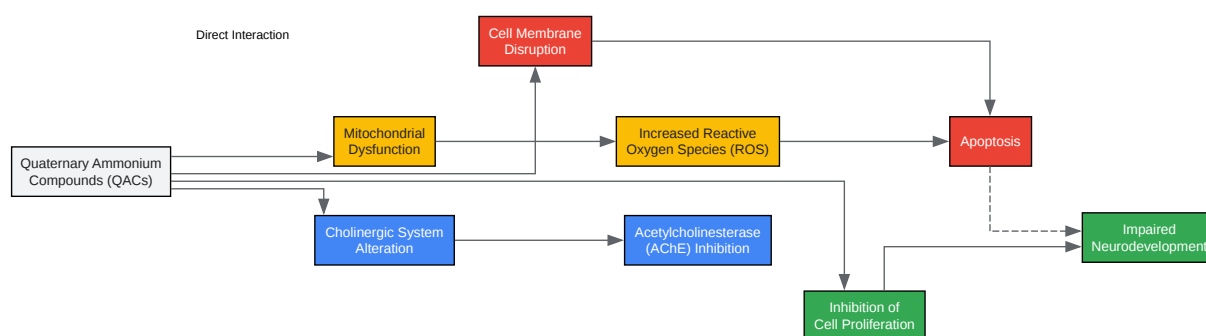 Direct Interaction
Cell Membrane
Disruption
Mitochondrial
Dysfunction
Increased Reactive
Oxygen Species (ROS)
Apoptosis
Quaternary Ammonium
Compounds (QACs)
Cholinergic System
Alteration
Acetylcholinesterase
(AChE) Inhibition
Impaired
Neurodevelopment
Inhibition of
Cell Proliferation